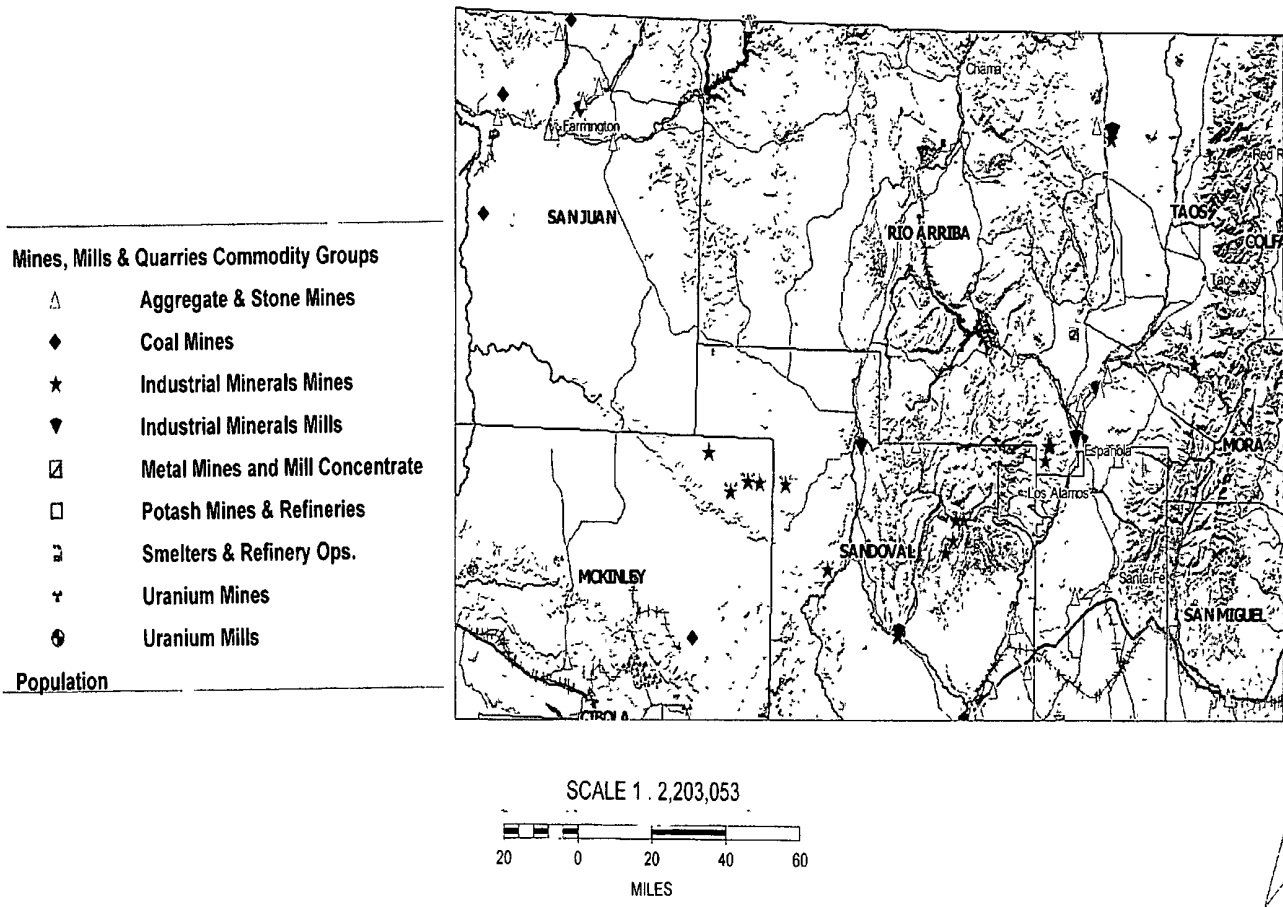 Mines, Mills & Quarries Commodity Groups
Aggregate & Stone Mines
Coal Mines
Industrial Minerals Mines
Industrial Minerals Mills
Metal Mines and Mill Concentrate
Potash Mines & Refineries
Smelters & Refinery Ops.
Uranium Mines
Uranium Mills
Population
Chama
Farmington
Red R
SAN JUAN
TAOS
RIO ARRIBA
COLFA
Taos
MORA
Española
Los Alamos
SANDOVAL
MCKINLEY
Santa Fe
SAN MIGUEL
CIBOLA
SCALE 1 . 2,203,053
20 0 20 40 60
MILES